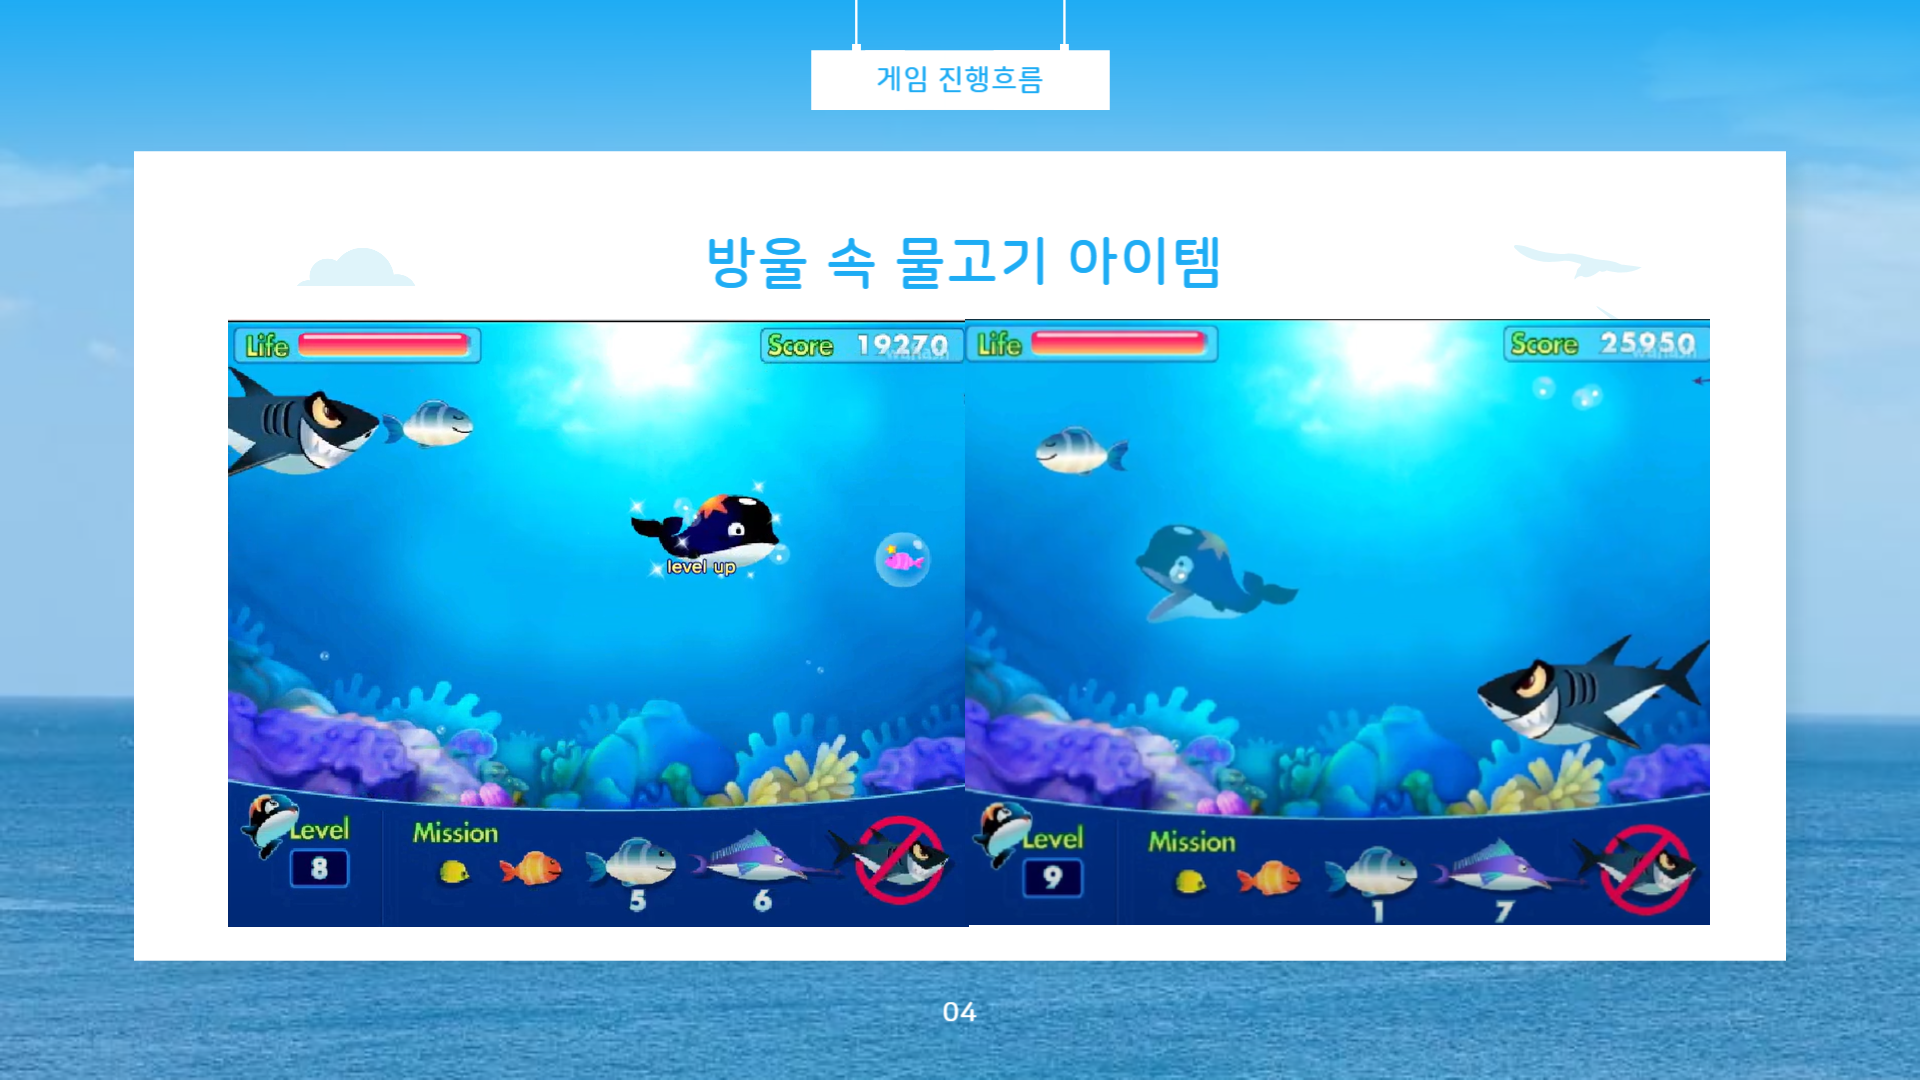 게임 진행흐름
방울 속 물고기 아이템
Life
Score 19270
level up
Level
8
Mission
5
6
Life
Score 25950
Level
9
Mission
1
7
04